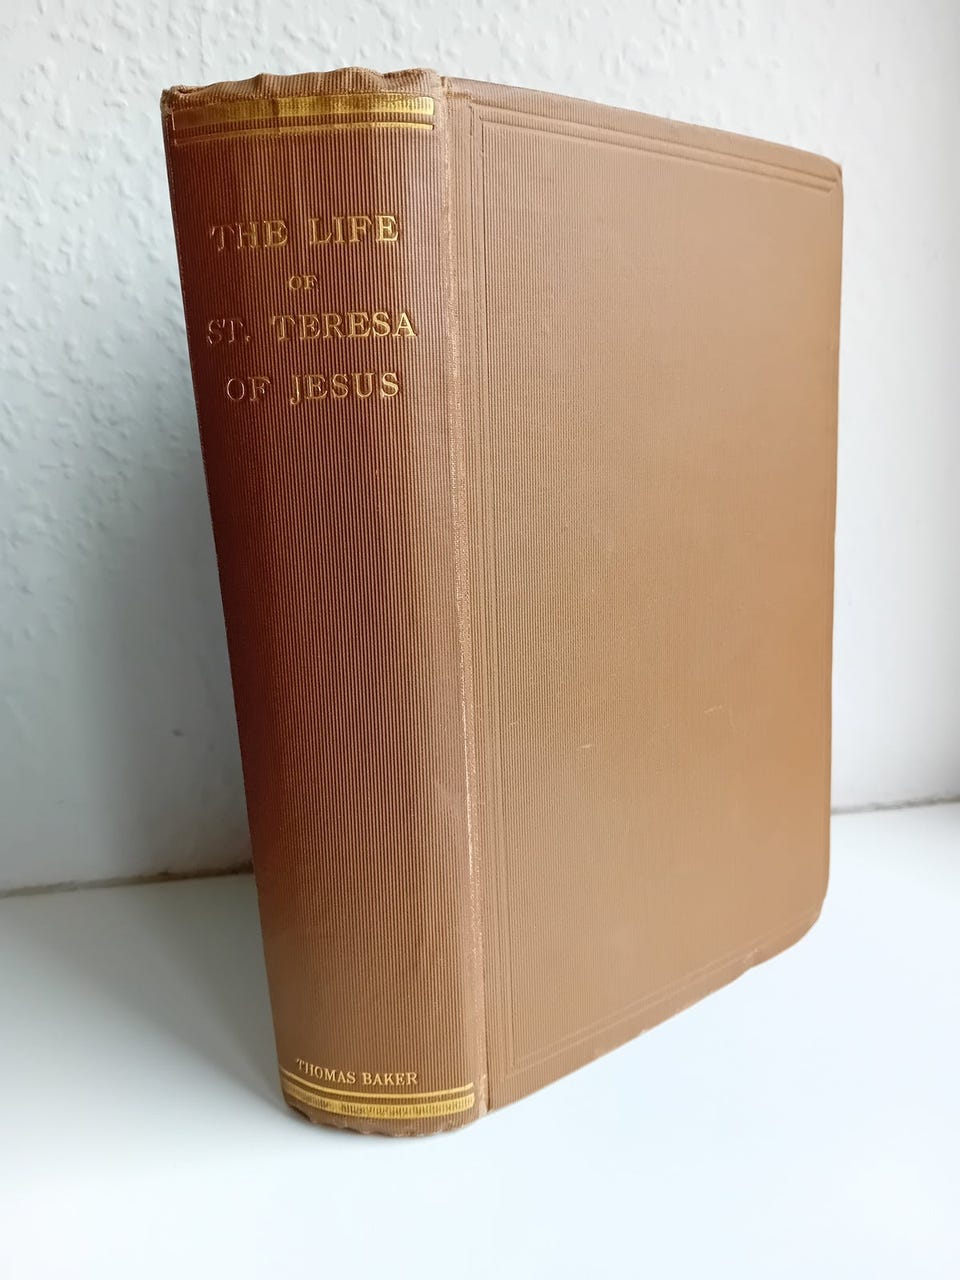 THE LIFE
OF
ST. TERESA
OF JESUS
THOMAS BAKER